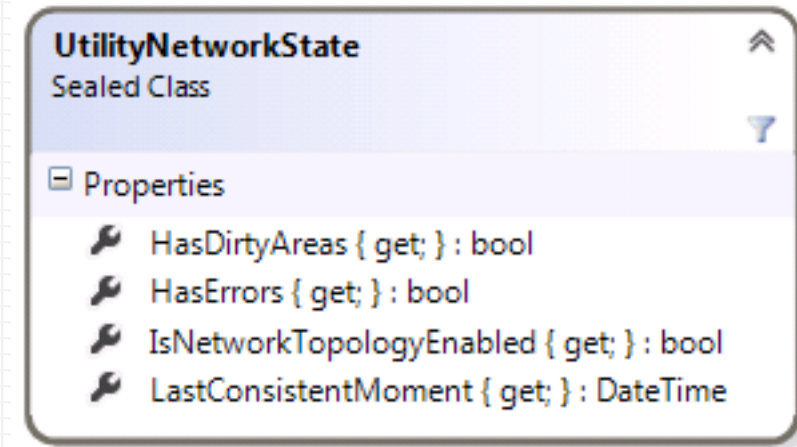 UtilityNetworkState
Sealed Class
Properties
HasDirtyAreas { get; } : bool
HasErrors { get; } : bool
IsNetworkTopologyEnabled { get; } : bool
LastConsistentMoment { get; } : DateTime